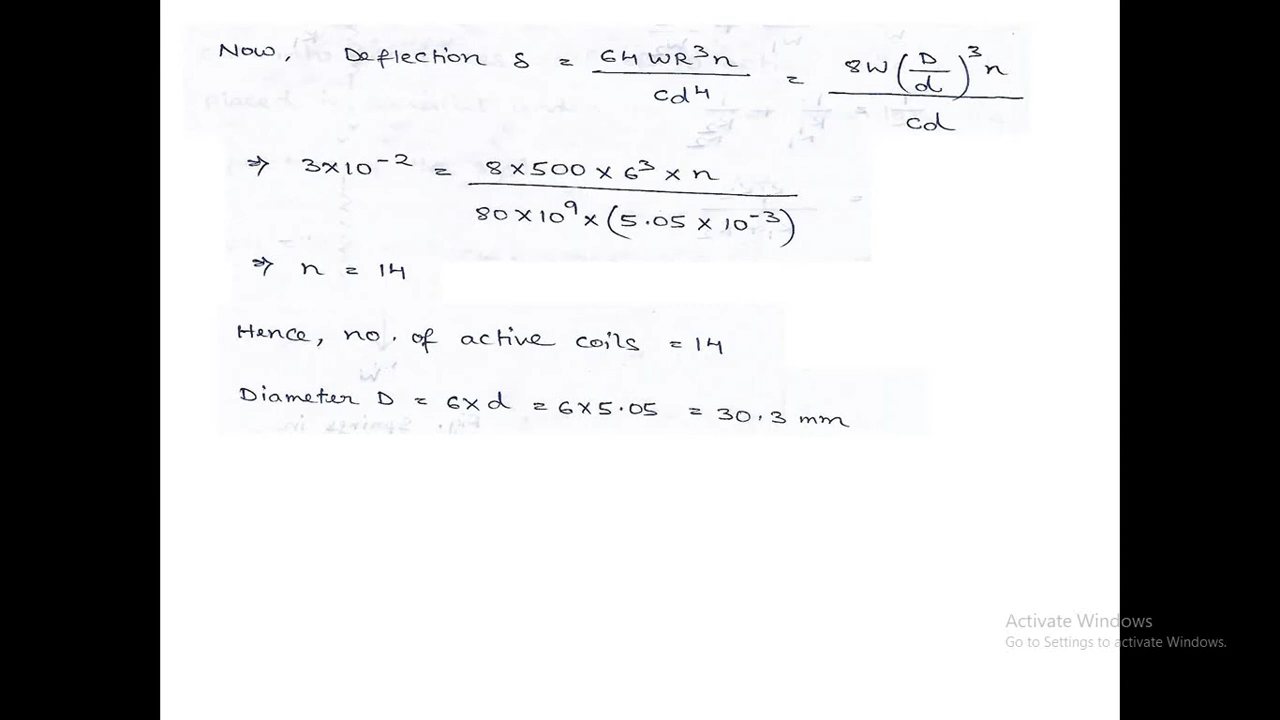 Now, Deflection δ = 64WR³n / cd⁴ = 8W(D/d)³n / cd
⇒ 3×10⁻² = 8×500×6³×n / 80×10⁹×(5.05×10⁻³)
⇒ n = 14
Hence, no. of active coils = 14
Diameter D = 6×d = 6×5.05 = 30.3 mm
Activate Windows
Go to Settings to activate Windows.